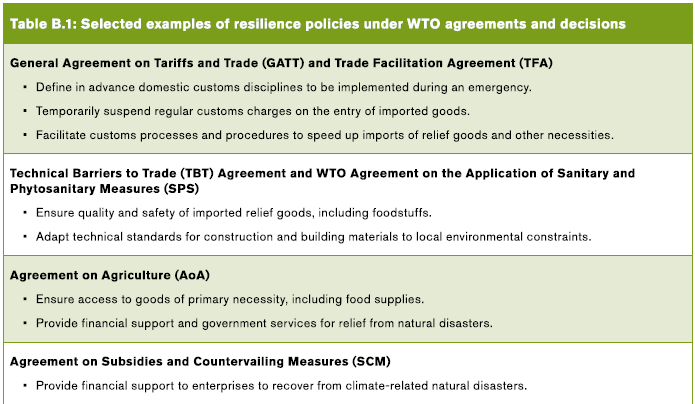 Table B.1: Selected examples of resilience policies under WTO agreements and decisions
General Agreement on Tariffs and Trade (GATT) and Trade Facilitation Agreement (TFA)
▪ Define in advance domestic customs disciplines to be implemented during an emergency.
▪ Temporarily suspend regular customs charges on the entry of imported goods.
▪ Facilitate customs processes and procedures to speed up imports of relief goods and other necessities.
Technical Barriers to Trade (TBT) Agreement and WTO Agreement on the Application of Sanitary and
Phytosanitary Measures (SPS)
▪ Ensure quality and safety of imported relief goods, including foodstuffs.
▪ Adapt technical standards for construction and building materials to local environmental constraints.
Agreement on Agriculture (AoA)
▪ Ensure access to goods of primary necessity, including food supplies.
▪ Provide financial support and government services for relief from natural disasters.
Agreement on Subsidies and Countervailing Measures (SCM)
▪ Provide financial support to enterprises to recover from climate-related natural disasters.